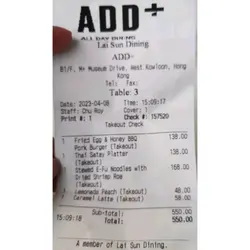 ADD+
ALL DAY DINING
Lai Sun Dining
ADD+
B1/F, M+ Museum Drive, West Kowloon, Hong
Kong
Tel: Fax:
Table: 3
Date: 2023-04-08 Time: 15:09:17
Staff: Chu Roy Cover: 1
Print #: 1 Check #: 157520
Takeout Check
1 Fried Egg & Honey BBQ 138.00
Pork Burger (Takeout)
1 Thai Satay Platter 138.00
(Takeout)
1 Stewed E-Fu Noodles with 168.00
Dried Shrimp Roe
(Takeout)
1 Lemonade Peach (Takeout) 48.00
1 Caramel Latte (Takeout) 58.00
Sub-total: 550.00
15:09:18 Total: 550.00
A member of Lai Sun Dining.